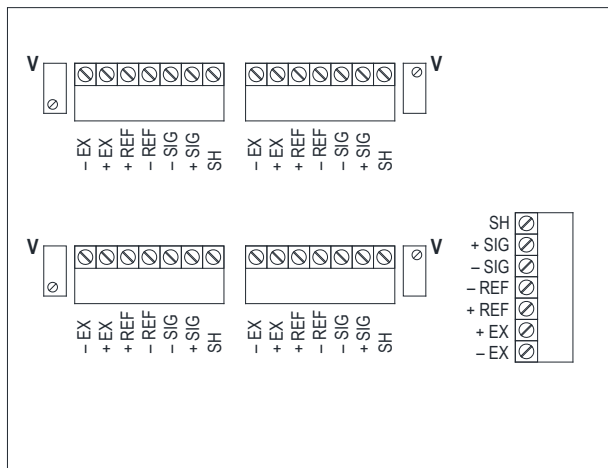 V
V
– EX
+ EX
+ REF
– REF
– SIG
+ SIG
SH
– EX
+ EX
+ REF
– REF
– SIG
+ SIG
SH
V
V
– EX
+ EX
+ REF
– REF
– SIG
+ SIG
SH
– EX
+ EX
+ REF
– REF
– SIG
+ SIG
SH
SH
+ SIG
– SIG
– REF
+ REF
+ EX
– EX